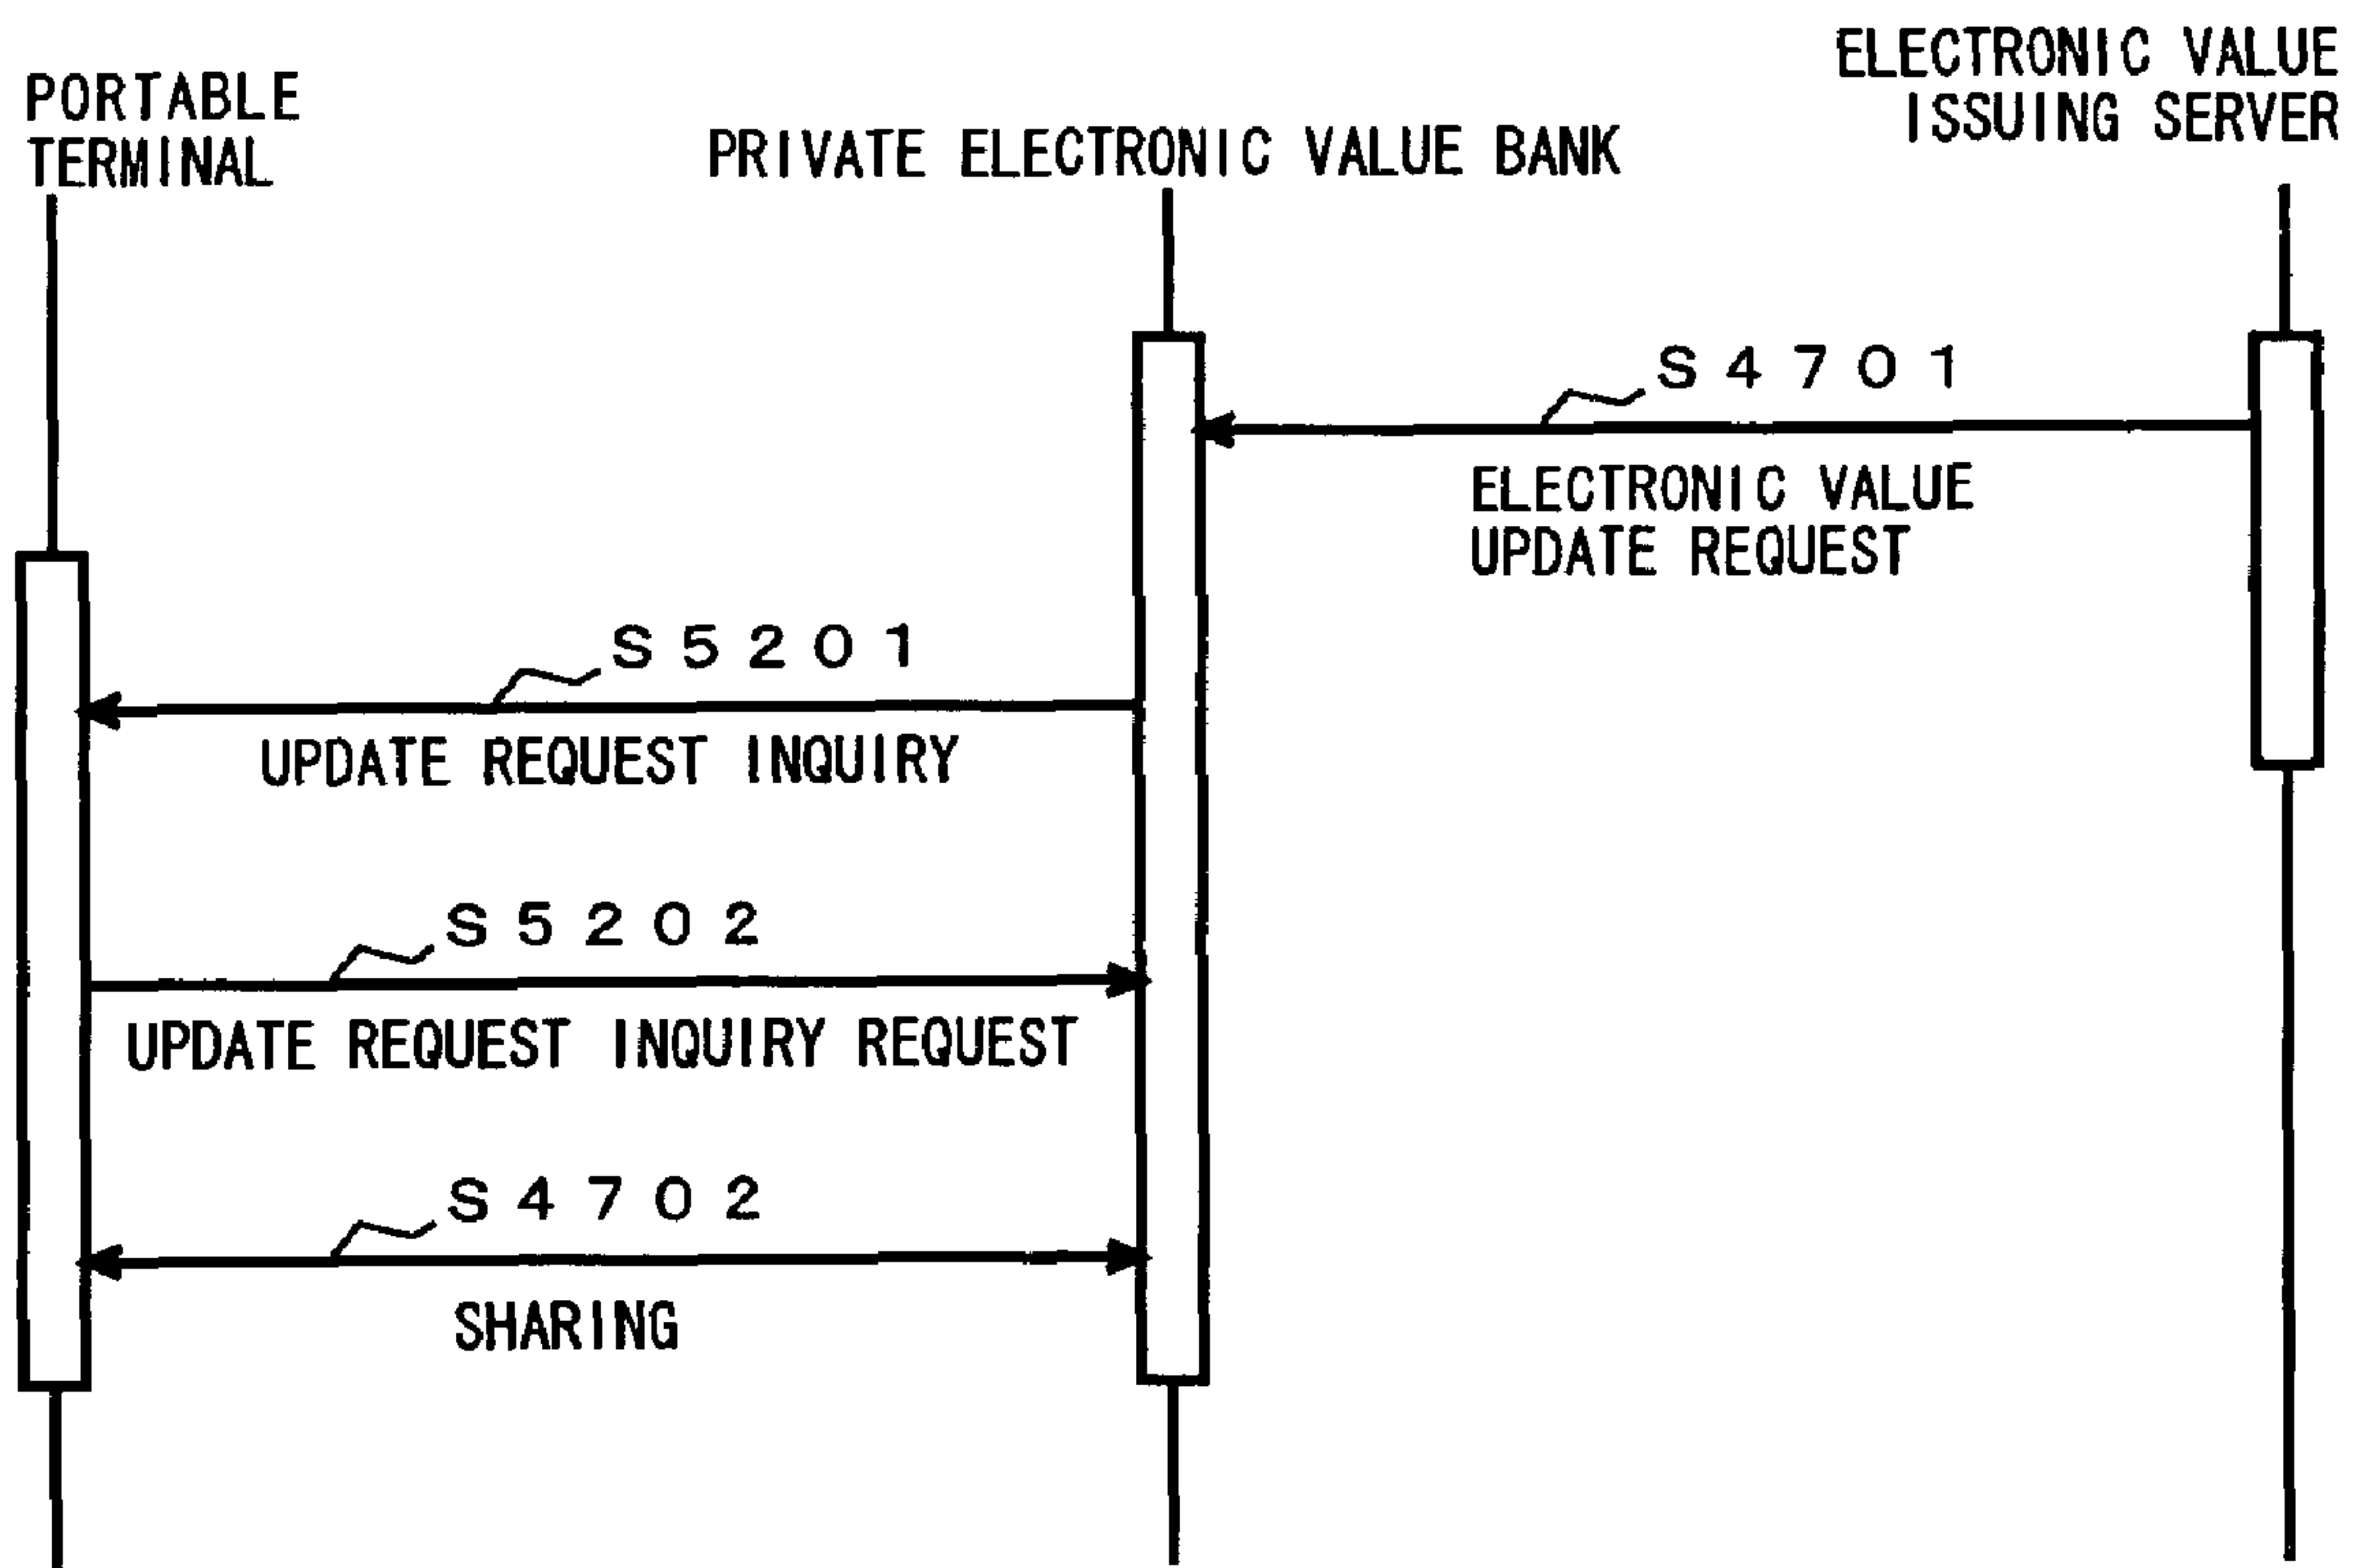 PORTABLE
TERMINAL
PRIVATE ELECTRONIC VALUE BANK
ELECTRONIC VALUE
ISSUING SERVER
S4701
ELECTRONIC VALUE
UPDATE REQUEST
S5201
UPDATE REQUEST INQUIRY
S5202
UPDATE REQUEST INQUIRY REQUEST
S4702
SHARING